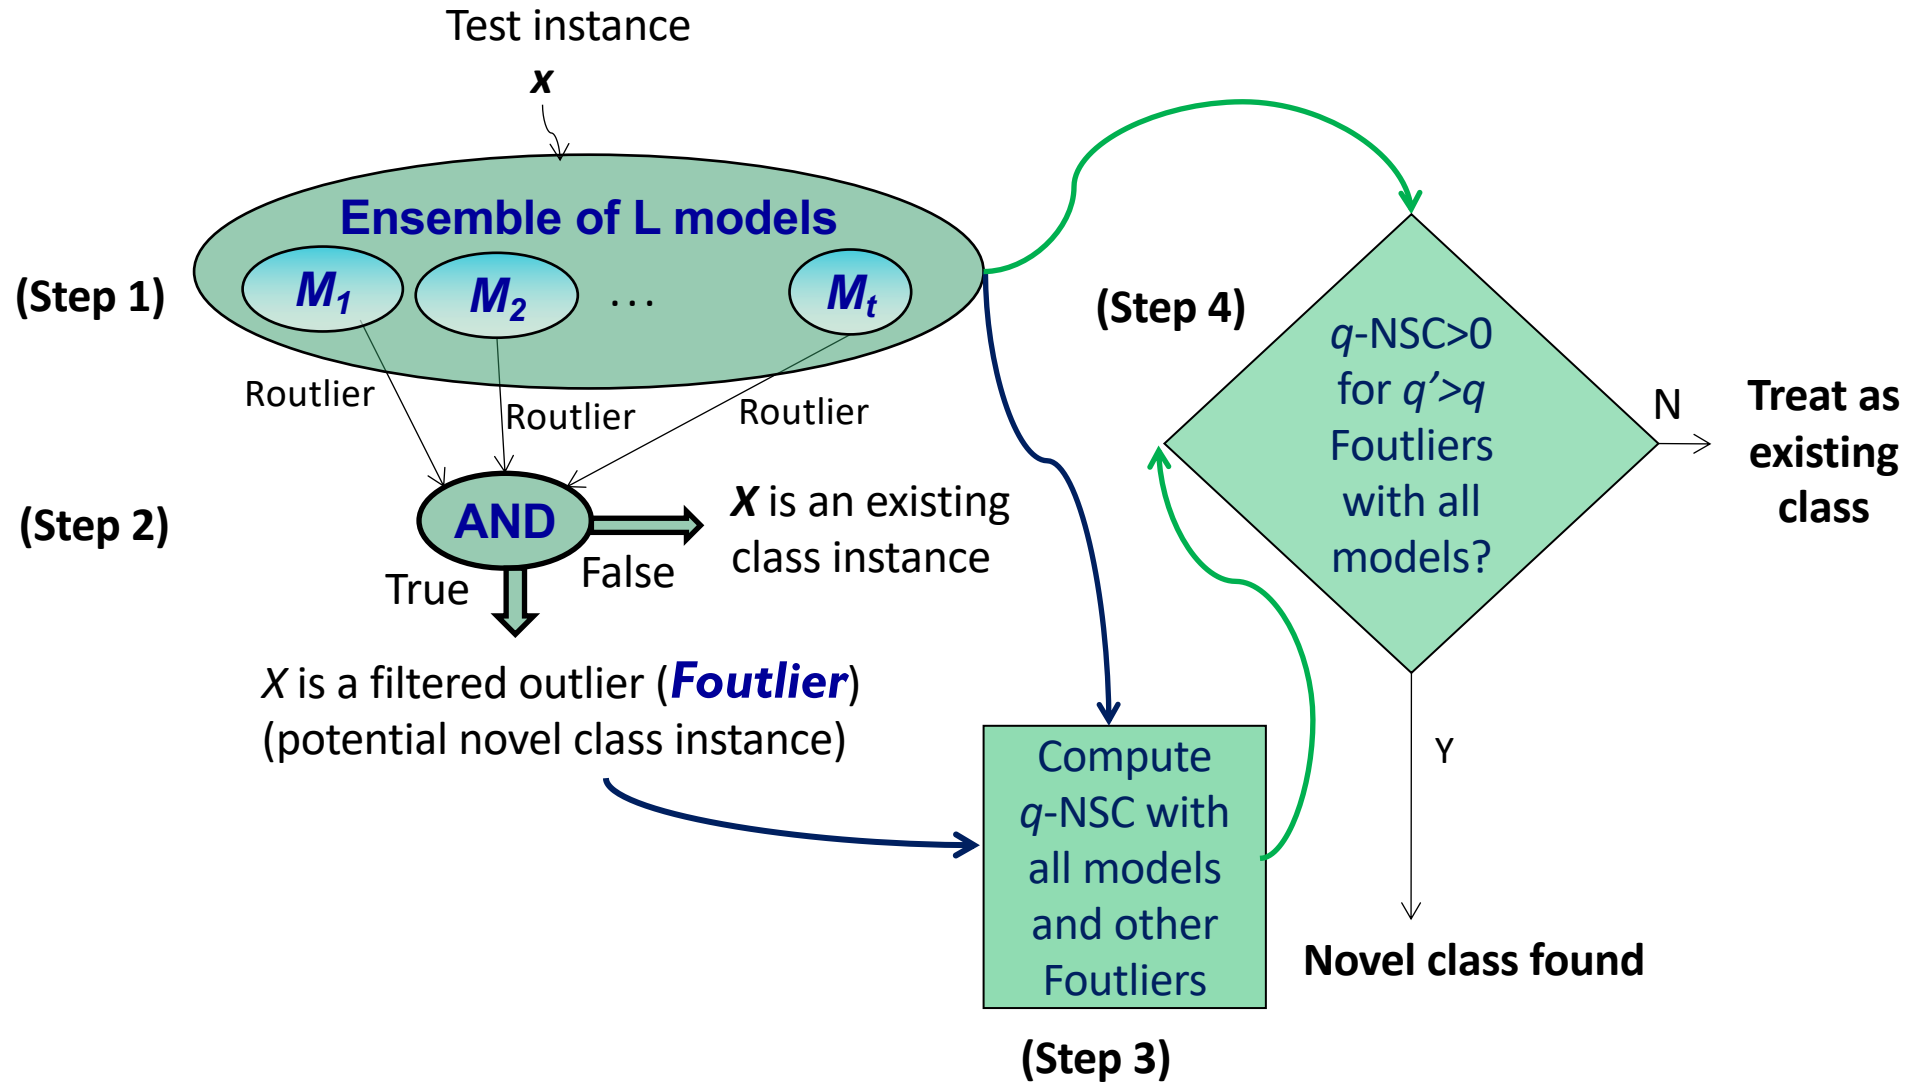 Test instance
x
Ensemble of L models
(Step 1)
M1
M2
...
Mt
Routlier
Routlier
Routlier
(Step 2)
AND
True
False
X is an existing
class instance
X is a filtered outlier (Foutlier)
(potential novel class instance)
Compute
q-NSC with
all models
and other
Foutliers
(Step 3)
(Step 4)
q-NSC>0
for q’>q
Foutliers
with all
models?
N
Treat as
existing
class
Y
Novel class found